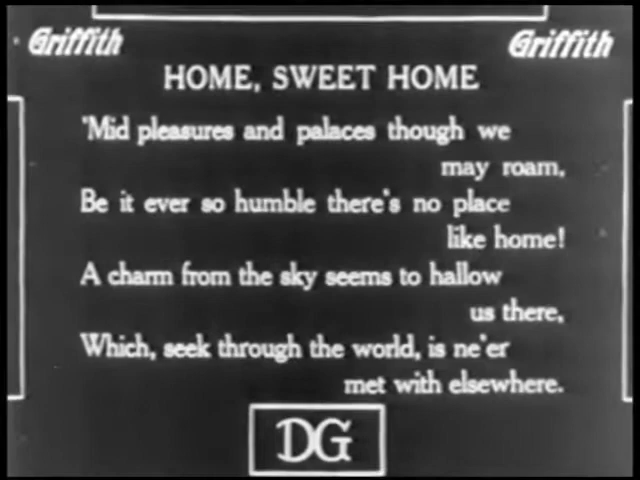 Griffith Griffith
HOME, SWEET HOME
'Mid pleasures and palaces though we
may roam,
Be it ever so humble there's no place
like home!
A charm from the sky seems to hallow
us there,
Which, seek through the world, is ne'er
met with elsewhere.
DG